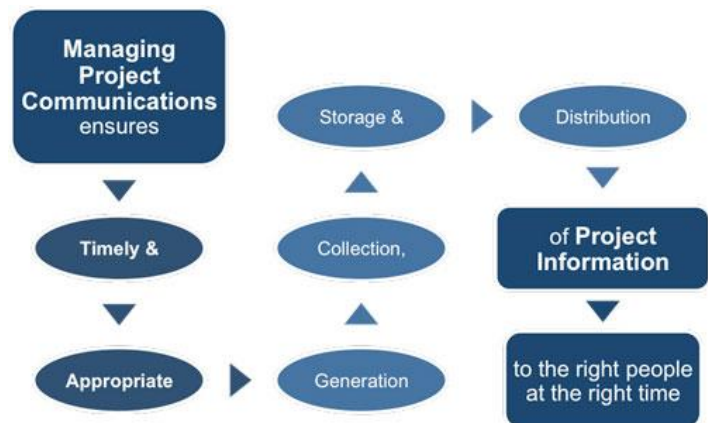 Managing
Project
Communications
ensures
Timely &
Appropriate
Generation
Collection,
Storage &
Distribution
of Project
Information
to the right people
at the right time